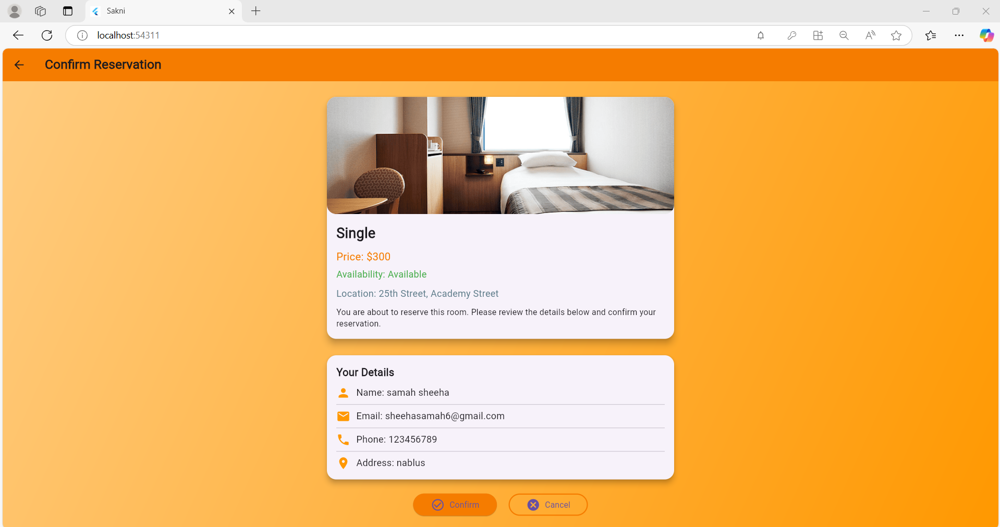 Sakni
localhost:54311
Confirm Reservation
Single
Price: $300
Availability: Available
Location: 25th Street, Academy Street
You are about to reserve this room. Please review the details below and confirm your
reservation.
Your Details
Name: samah sheeha
Email: sheehasamah6@gmail.com
Phone: 123456789
Address: nablus
Confirm
Cancel